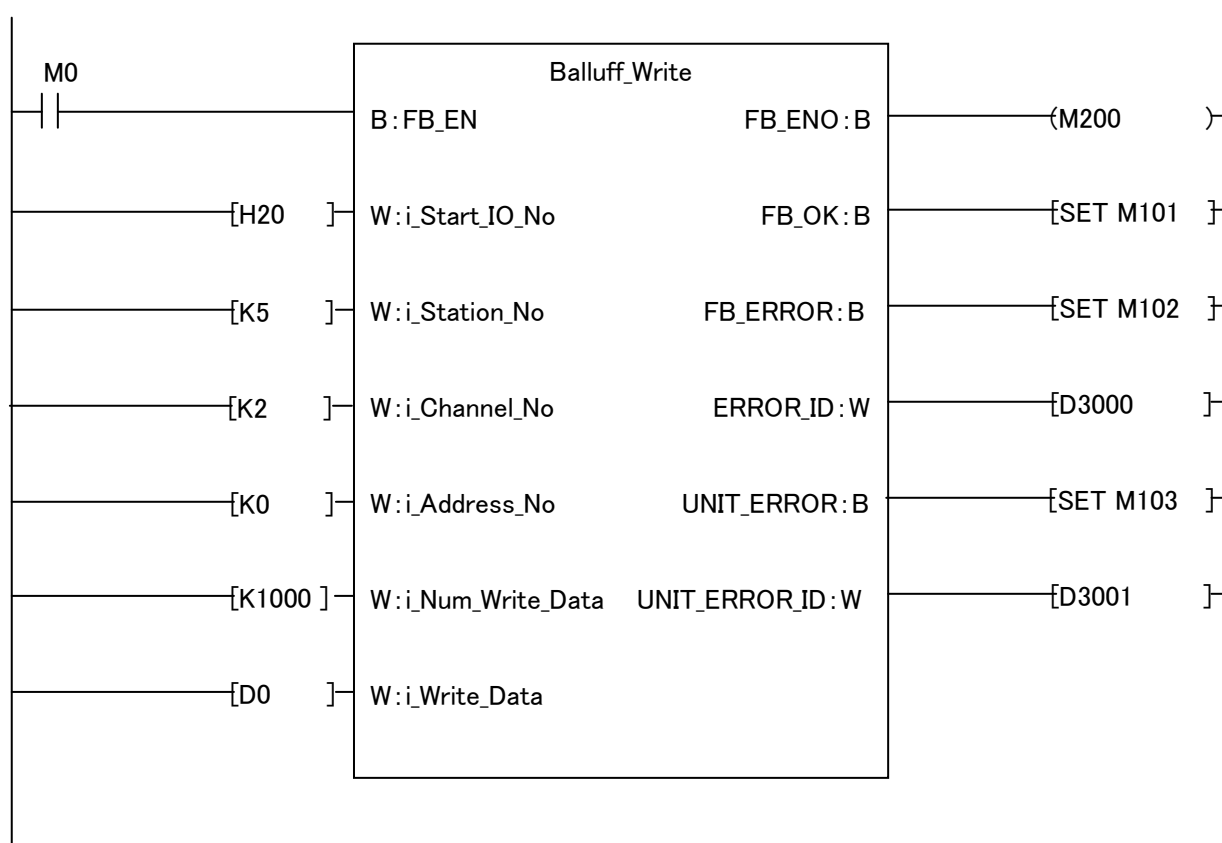 M0
Balluff_Write
B:FB_EN FB_ENO:B (M200 )
[H20 ] W:i_Start_IO_No FB_OK:B [SET M101 ]
[K5 ] W:i_Station_No FB_ERROR:B [SET M102 ]
[K2 ] W:i_Channel_No ERROR_ID:W [D3000 ]
[K0 ] W:i_Address_No UNIT_ERROR:B [SET M103 ]
[K1000 ] W:i_Num_Write_Data UNIT_ERROR_ID:W [D3001 ]
[D0 ] W:i_Write_Data